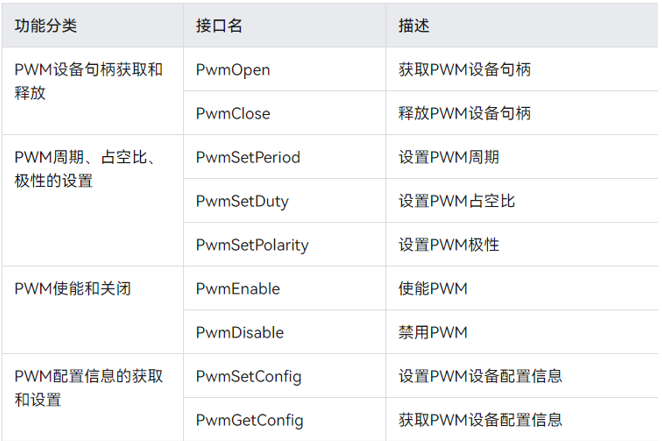 功能分类 接口名 描述
PWM设备句柄获取和 PwmOpen 获取PWM设备句柄
释放
PwmClose 释放PWM设备句柄
PWM周期、占空比、 PwmSetPeriod 设置PWM周期
极性的设置
PwmSetDuty 设置PWM占空比
PwmSetPolarity 设置PWM极性
PWM使能和关闭 PwmEnable 使能PWM
PwmDisable 禁用PWM
PWM配置信息的获取 PwmSetConfig 设置PWM设备配置信息
和设置
PwmGetConfig 获取PWM设备配置信息